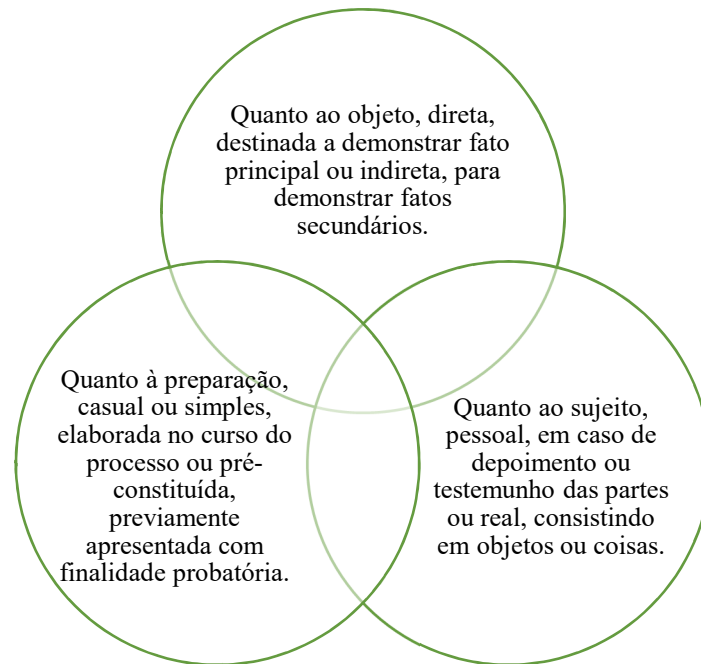 Quanto ao objeto, direta,
destinada a demonstrar fato
principal ou indireta, para
demonstrar fatos
secundários.
Quanto à preparação,
casual ou simples,
elaborada no curso do
processo ou pré-
constituída,
previamente
apresentada com
finalidade probatória.
Quanto ao sujeito,
pessoal, em caso de
depoimento ou
testemunho das partes
ou real, consistindo
em objetos ou coisas.